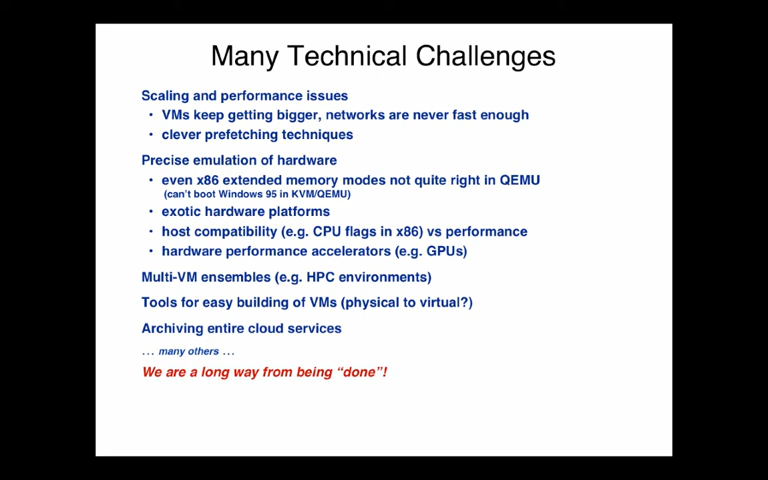 Many Technical Challenges
Scaling and performance issues
• VMs keep getting bigger, networks are never fast enough
• clever prefetching techniques
Precise emulation of hardware
• even x86 extended memory modes not quite right in QEMU
(can't boot Windows 95 in KVM/QEMU)
• exotic hardware platforms
• host compatibility (e.g. CPU flags in x86) vs performance
• hardware performance accelerators (e.g. GPUs)
Multi-VM ensembles (e.g. HPC environments)
Tools for easy building of VMs (physical to virtual?)
Archiving entire cloud services
… many others …
We are a long way from being “done”!